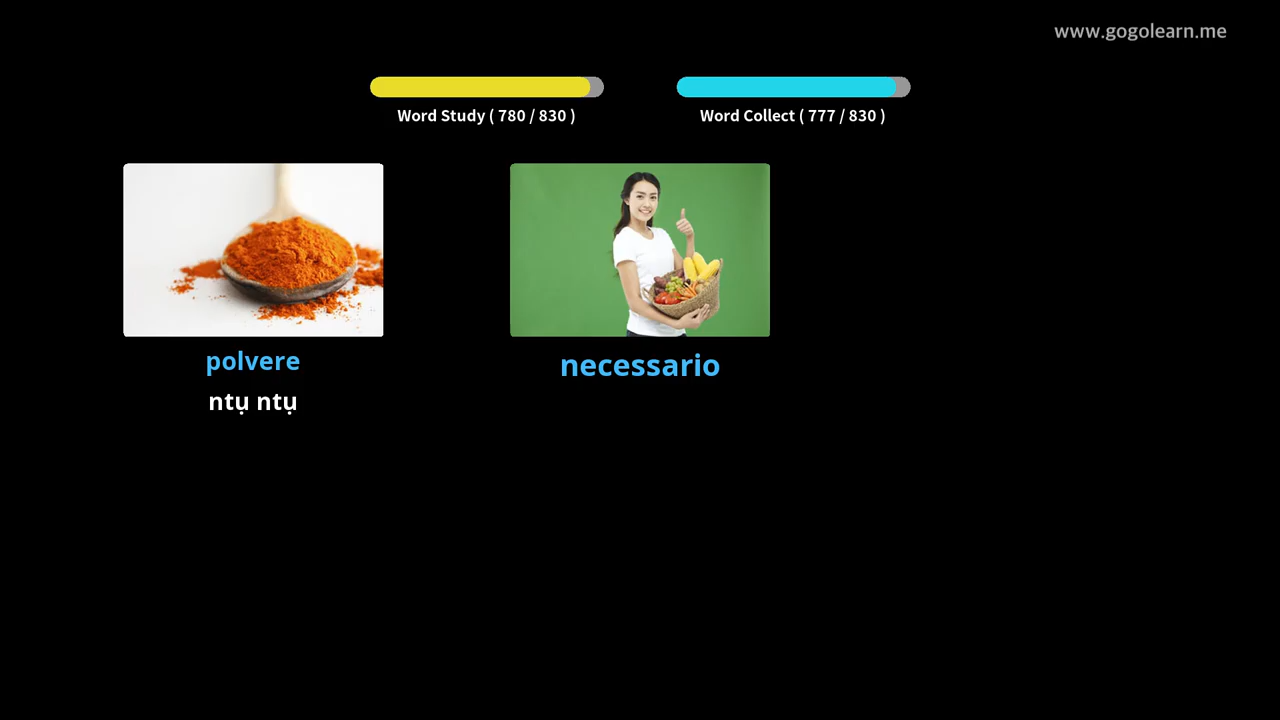 www.gogolearn.me
Word Study ( 780 / 830 )
Word Collect ( 777 / 830 )
polvere
ntụ ntụ
necessario